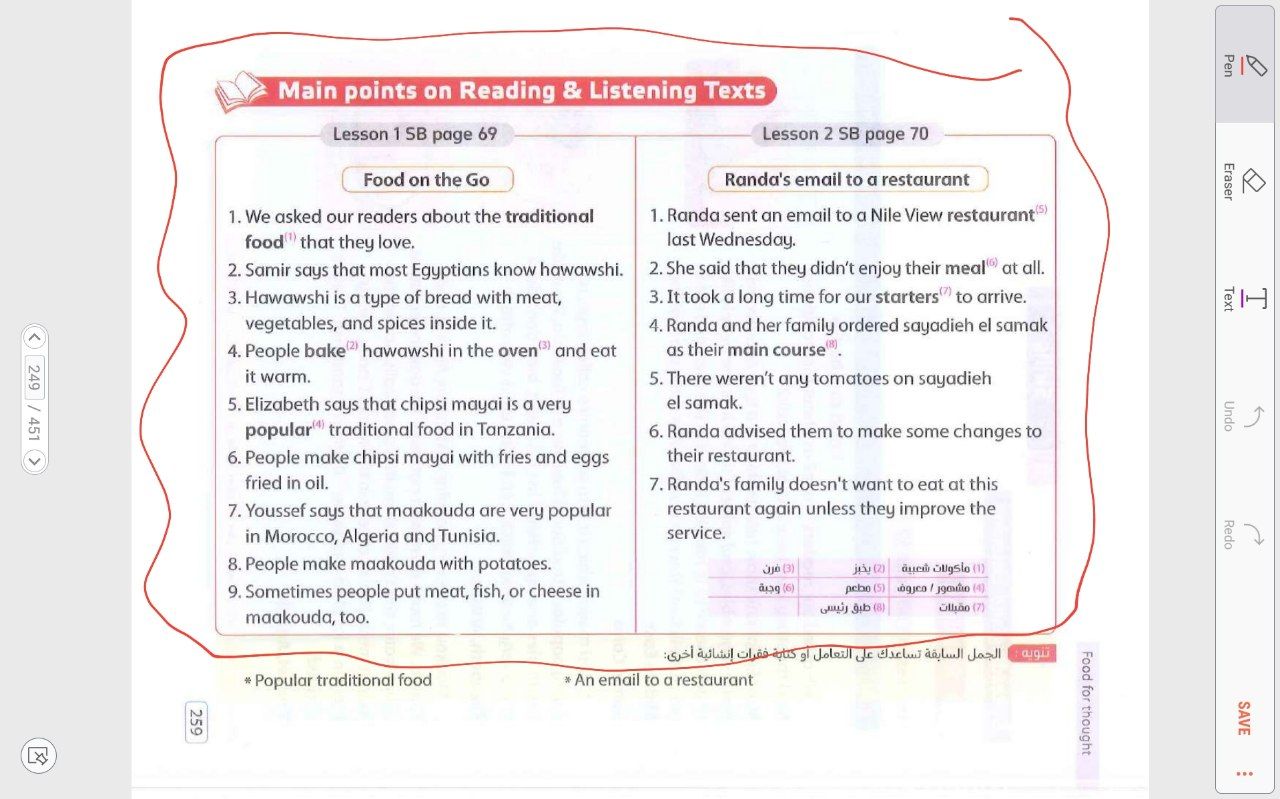 Main points on Reading & Listening Texts
Lesson 1 SB page 69
Food on the Go
1. We asked our readers about the traditional
food(1) that they love.
2. Samir says that most Egyptians know hawawshi.
3. Hawawshi is a type of bread with meat,
vegetables, and spices inside it.
4. People bake(2) hawawshi in the oven(3) and eat
it warm.
5. Elizabeth says that chipsi mayai is a very
popular(4) traditional food in Tanzania.
6. People make chipsi mayai with fries and eggs
fried in oil.
7. Youssef says that maakouda are very popular
in Morocco, Algeria and Tunisia.
8. People make maakouda with potatoes.
9. Sometimes people put meat, fish, or cheese in
maakouda, too.
Lesson 2 SB page 70
Randa's email to a restaurant
1. Randa sent an email to a Nile View restaurant(5)
last Wednesday.
2. She said that they didn't enjoy their meal(6) at all.
3. It took a long time for our starters(7) to arrive.
4. Randa and her family ordered sayadieh el samak
as their main course(8).
5. There weren't any tomatoes on sayadieh
el samak.
6. Randa advised them to make some changes to
their restaurant.
7. Randa's family doesn't want to eat at this
restaurant again unless they improve the
service.
(1) مأكولات شعبية (2) يخبز (3) فرن
(4) مشهور / معروف (5) مطعم (6) وجبة
(7) مقبلات (8) طبق رئيسى
تنويه : الجمل السابقة تساعدك على التعامل أو كتابة فقرات إنشائية أخرى:
* Popular traditional food
* An email to a restaurant
259
Food for thought
249 / 451
Pen
Eraser
Text
Undo
Redo
SAVE